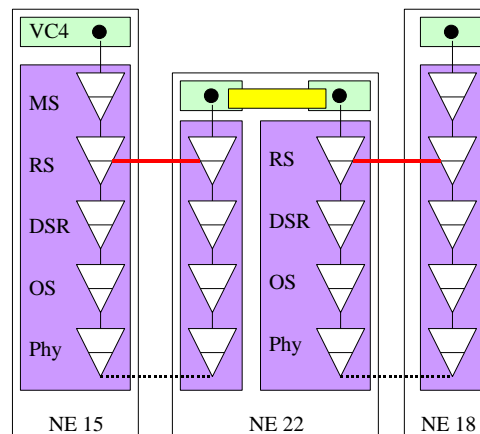 VC4
MS
RS
DSR
OS
Phy
RS
DSR
OS
Phy
NE 15
NE 22
NE 18